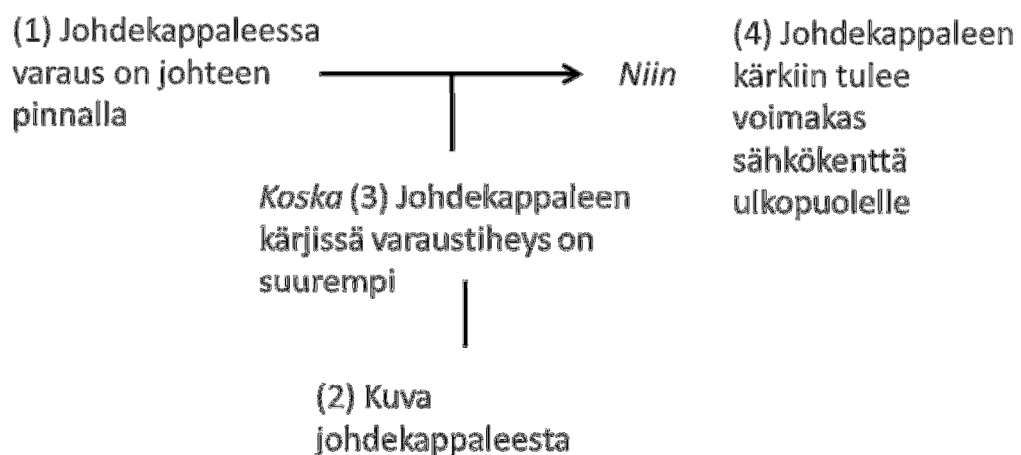 (1) Johdekappaleessa
varaus on johteen
pinnalla
Niin
(4) Johdekappaleen
kärkiin tulee
voimakas
sähkökenttä
ulkopuolelle
Koska (3) Johdekappaleen
kärjissä varaustiheys on
suurempi
(2) Kuva
johdekappaleesta